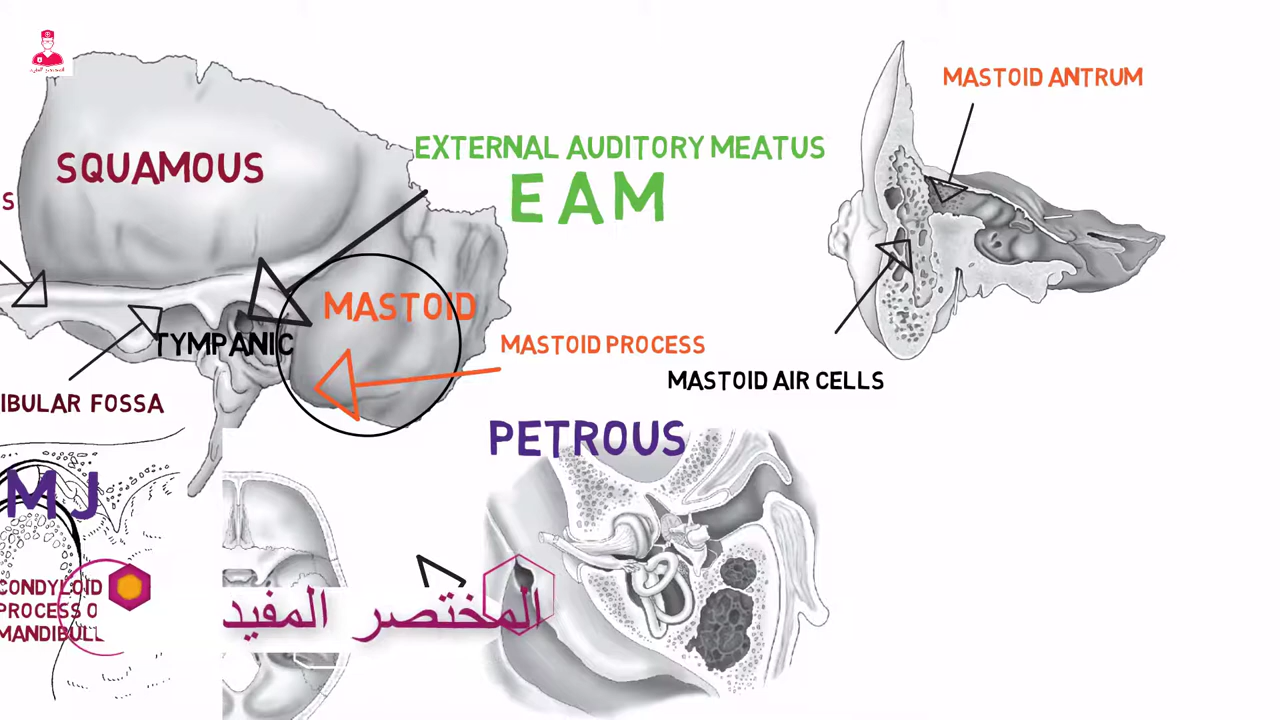 MASTOID ANTRUM
EXTERNAL AUDITORY MEATUS
SQUAMOUS
EAM
S
MASTOID
TYMPANIC
MASTOID PROCESS
MASTOID AIR CELLS
IBULAR FOSSA
PETROUS
MJ
CONDYLOID
PROCESS O
MANDIBULL
المختصر المفيد